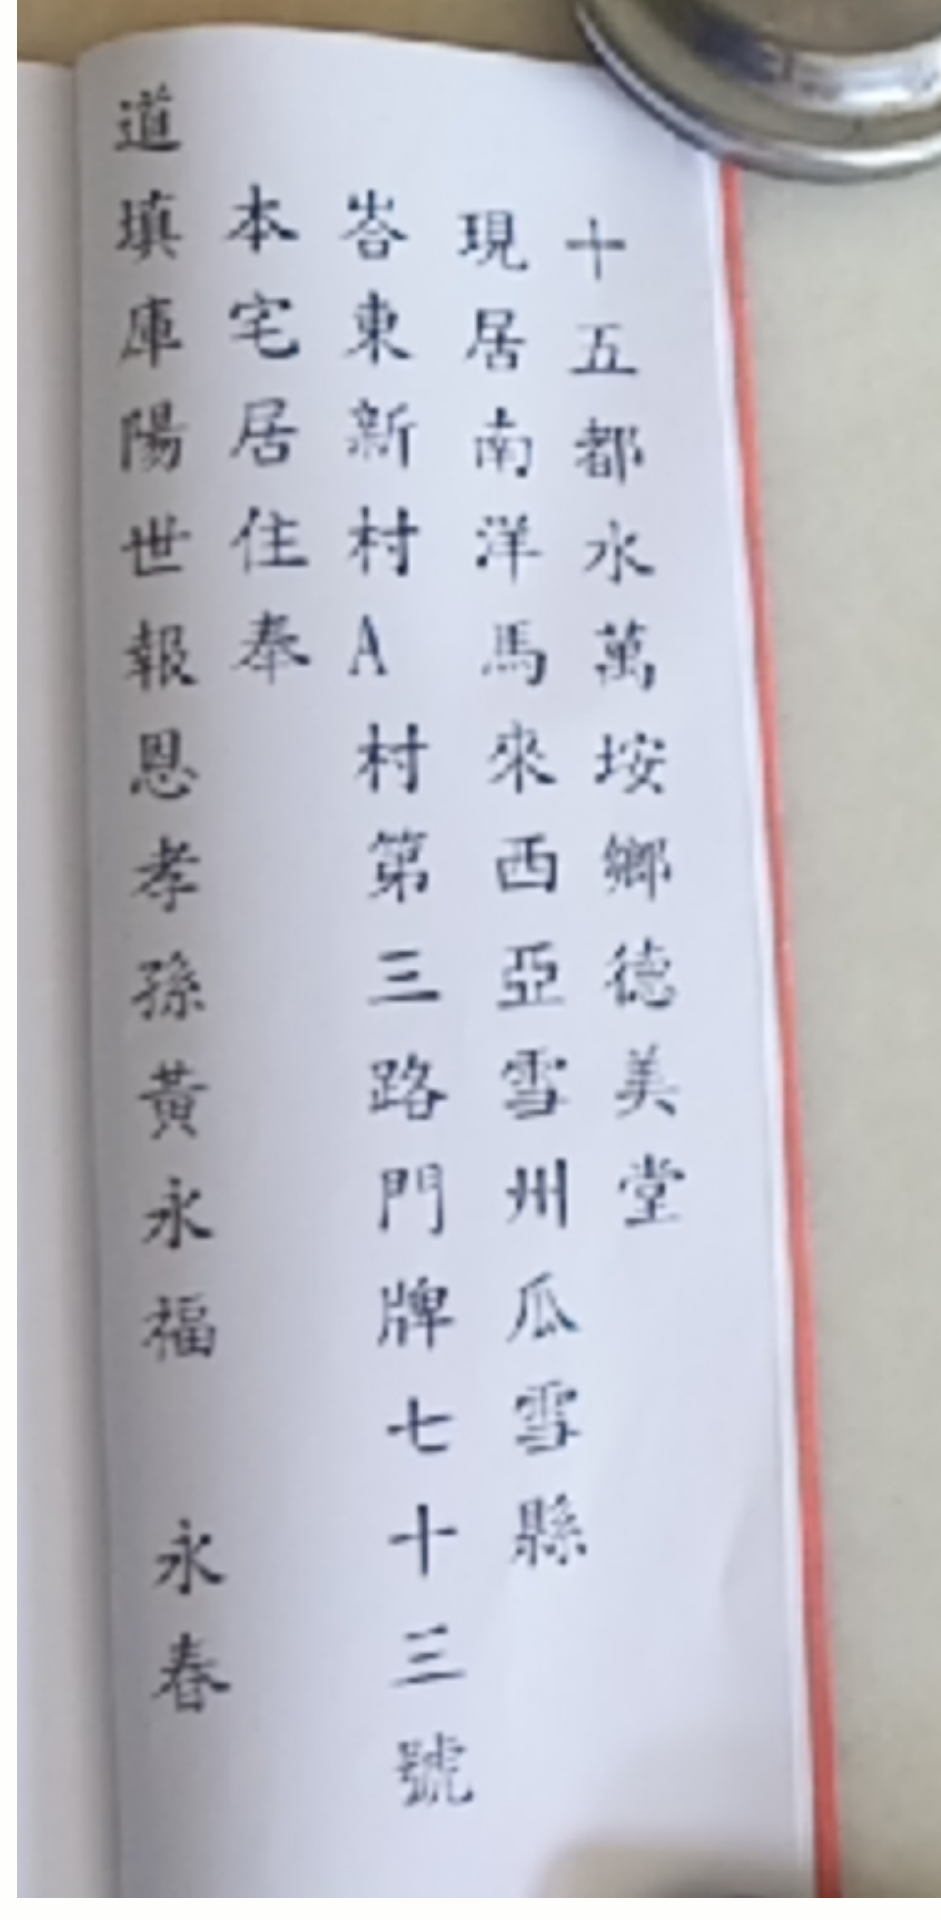 十五都水萬垵鄉德美堂
現居南洋馬來西亞雪州瓜雪縣
峇東新村A村第三路門牌七十三號
本宅居住奉
道填庫陽世報恩孝孫黃永福 永春